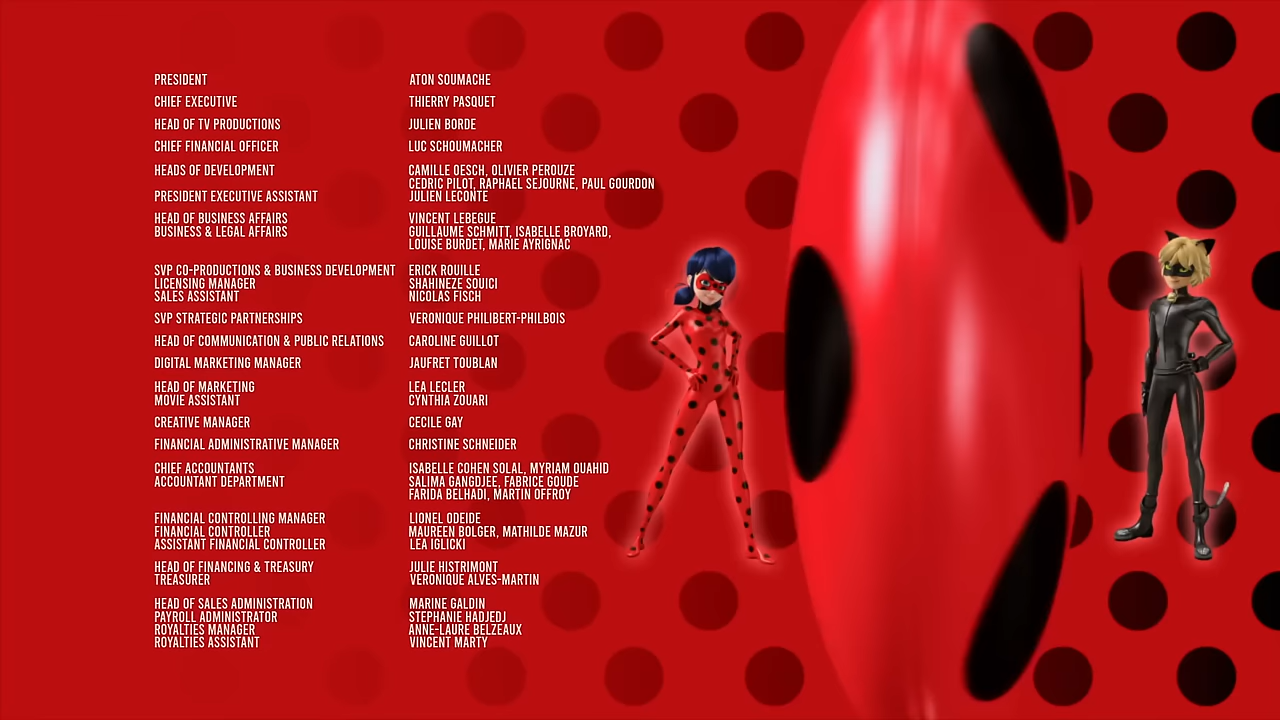 PRESIDENT ATON SOUMACHE
CHIEF EXECUTIVE THIERRY PASQUET
HEAD OF TV PRODUCTIONS JULIEN BORDE
CHIEF FINANCIAL OFFICER LUC SCHOUMACHER
HEADS OF DEVELOPMENT CAMILLE OESCH, OLIVIER PEROUZE
CEDRIC PILOT, RAPHAEL SEJOURNE, PAUL GOURDON
PRESIDENT EXECUTIVE ASSISTANT JULIEN LECONTE
HEAD OF BUSINESS AFFAIRS VINCENT LEBEGUE
BUSINESS & LEGAL AFFAIRS GUILLAUME SCHMITT, ISABELLE BROYARD,
LOUISE BURDET, MARIE AYRIGNAC
SVP CO-PRODUCTIONS & BUSINESS DEVELOPMENT ERICK ROUILLE
LICENSING MANAGER SHAHINEZE SOUICI
SALES ASSISTANT NICOLAS FISCH
SVP STRATEGIC PARTNERSHIPS VERONIQUE PHILIBERT-PHILBOIS
HEAD OF COMMUNICATION & PUBLIC RELATIONS CAROLINE GUILLOT
DIGITAL MARKETING MANAGER JAUFRET TOUBLAN
HEAD OF MARKETING LEA LECLER
MOVIE ASSISTANT CYNTHIA ZOUARI
CREATIVE MANAGER CECILE GAY
FINANCIAL ADMINISTRATIVE MANAGER CHRISTINE SCHNEIDER
CHIEF ACCOUNTANTS ISABELLE COHEN SOLAL, MYRIAM OUAHID
ACCOUNTANT DEPARTMENT SALIMA GANGDJEE, FABRICE GOUDE
FARIDA BELHADI, MARTIN OFFROY
FINANCIAL CONTROLLING MANAGER LIONEL ODEIDE
FINANCIAL CONTROLLER MAUREEN BOLGER, MATHILDE MAZUR
ASSISTANT FINANCIAL CONTROLLER LEA IGLICKI
HEAD OF FINANCING & TREASURY JULIE HISTRIMONT
TREASURER VERONIQUE ALVES-MARTIN
HEAD OF SALES ADMINISTRATION MARINE GALDIN
PAYROLL ADMINISTRATOR STEPHANIE HADJEDJ
ROYALTIES MANAGER ANNE-LAURE BELZEAUX
ROYALTIES ASSISTANT VINCENT MARTY